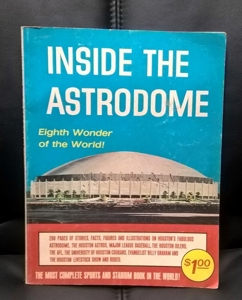 INSIDE THE
ASTRODOME
Eighth Wonder
of the World!
260 PAGES OF STORIES, FACTS, FIGURES AND ILLUSTRATIONS ON HOUSTON'S FABULOUS
ASTRODOME, THE HOUSTON ASTROS, MAJOR LEAGUE BASEBALL, THE HOUSTON OILERS,
THE AFL, THE UNIVERSITY OF HOUSTON COUGARS, EVANGELIST BILLY GRAHAM AND
THE HOUSTON LIVESTOCK SHOW AND RODEO.
$1.00
THE MOST COMPLETE SPORTS AND STADIUM BOOK IN THE WORLD!